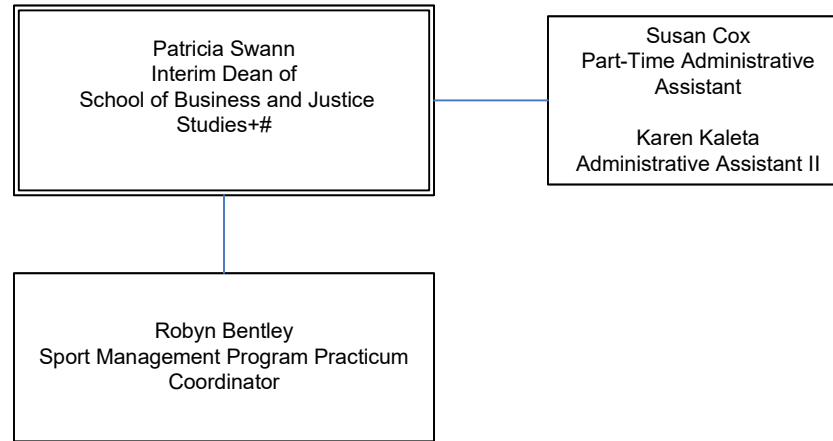 Patricia Swann
Interim Dean of
School of Business and Justice
Studies+#
Susan Cox
Part-Time Administrative
Assistant
Karen Kaleta
Administrative Assistant II
Robyn Bentley
Sport Management Program Practicum
Coordinator